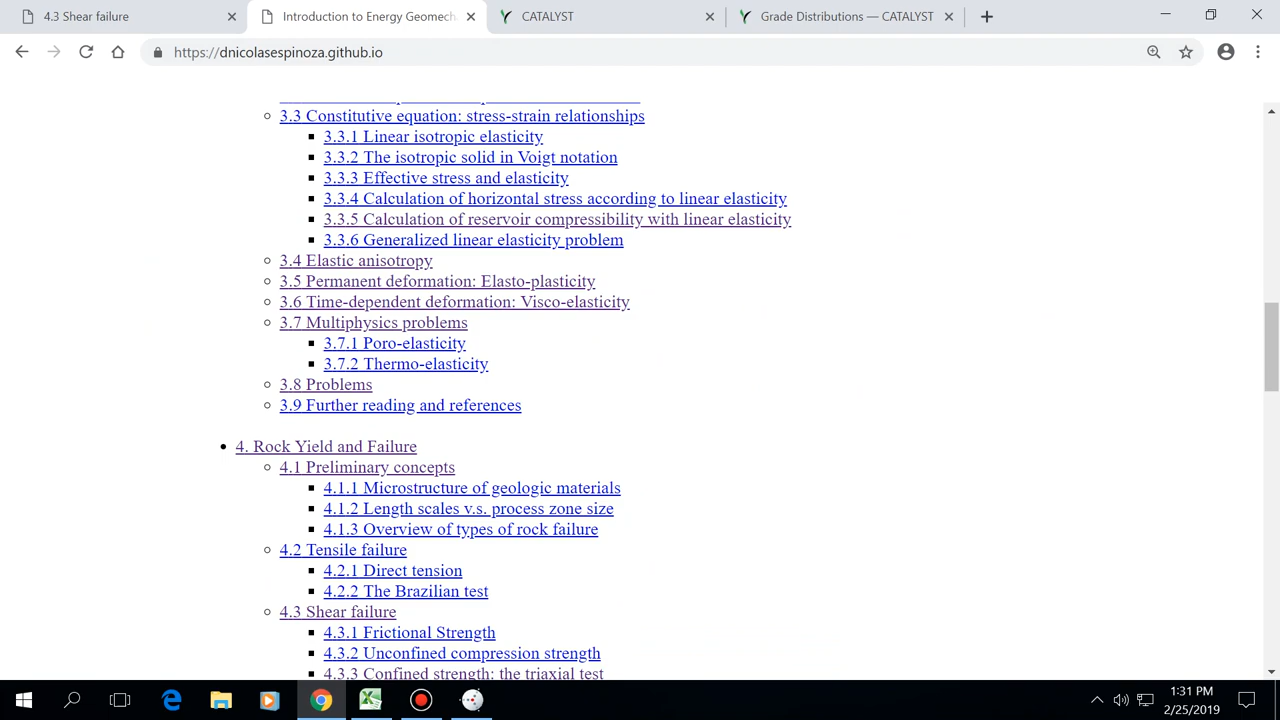 4.3 Shear failure
Introduction to Energy Geomech
CATALYST
Grade Distributions — CATALYST
https://dnicolasespinoza.github.io
3.3 Constitutive equation: stress-strain relationships
3.3.1 Linear isotropic elasticity
3.3.2 The isotropic solid in Voigt notation
3.3.3 Effective stress and elasticity
3.3.4 Calculation of horizontal stress according to linear elasticity
3.3.5 Calculation of reservoir compressibility with linear elasticity
3.3.6 Generalized linear elasticity problem
3.4 Elastic anisotropy
3.5 Permanent deformation: Elasto-plasticity
3.6 Time-dependent deformation: Visco-elasticity
3.7 Multiphysics problems
3.7.1 Poro-elasticity
3.7.2 Thermo-elasticity
3.8 Problems
3.9 Further reading and references
4. Rock Yield and Failure
4.1 Preliminary concepts
4.1.1 Microstructure of geologic materials
4.1.2 Length scales v.s. process zone size
4.1.3 Overview of types of rock failure
4.2 Tensile failure
4.2.1 Direct tension
4.2.2 The Brazilian test
4.3 Shear failure
4.3.1 Frictional Strength
4.3.2 Unconfined compression strength
4.3.3 Confined strength: the triaxial test
1:31 PM
2/25/2019